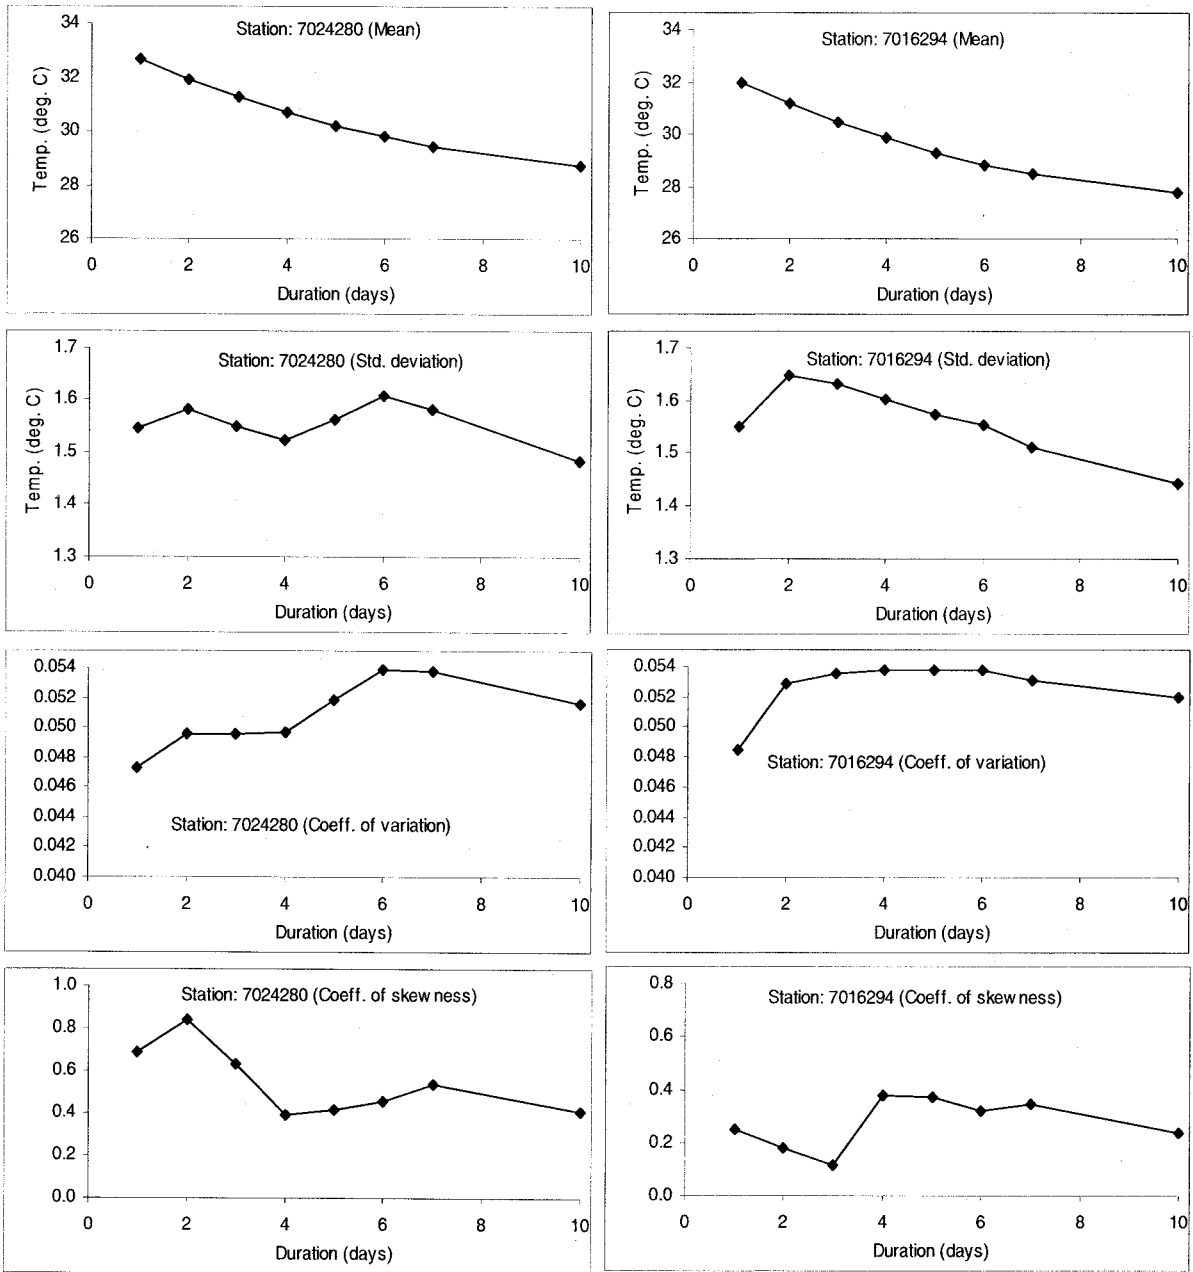 Station: 7024280 (Mean)
Temp. (deg. C)
34
32
30
28
26
0 2 4 6 8 10
Duration (days)
Station: 7016294 (Mean)
Temp. (deg. C)
34
32
30
28
26
0 2 4 6 8 10
Duration (days)
Station: 7024280 (Std. deviation)
Temp. (deg. C)
1.7
1.6
1.5
1.4
1.3
0 2 4 6 8 10
Duration (days)
Station: 7016294 (Std. deviation)
Temp. (deg. C)
1.7
1.6
1.5
1.4
1.3
0 2 4 6 8 10
Duration (days)
0.054
0.052
0.050
0.048
0.046
0.044
0.042
0.040
Station: 7024280 (Coeff. of variation)
0 2 4 6 8 10
Duration (days)
0.054
0.052
0.050
0.048
0.046
0.044
0.042
0.040
Station: 7016294 (Coeff. of variation)
0 2 4 6 8 10
Duration (days)
Station: 7024280 (Coeff. of skewness)
1.0
0.8
0.6
0.4
0.2
0.0
0 2 4 6 8 10
Duration (days)
Station: 7016294 (Coeff. of skewness)
0.8
0.6
0.4
0.2
0.0
0 2 4 6 8 10
Duration (days)